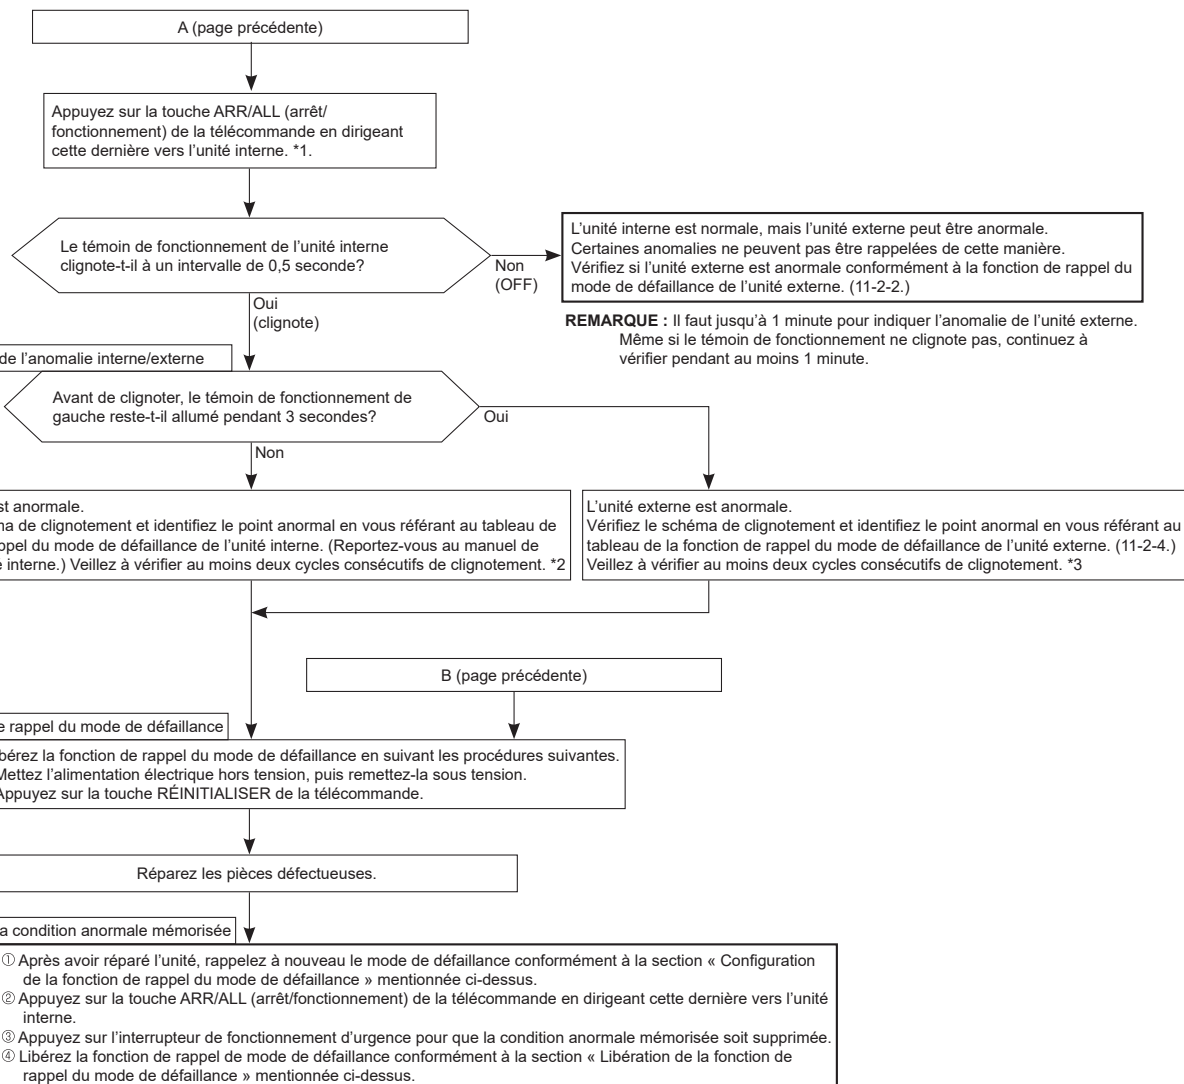 A (page précédente)
Appuyez sur la touche ARR/ALL (arrêt/
fonctionnement) de la télécommande en dirigeant
cette dernière vers l'unité interne. *1.
Le témoin de fonctionnement de l'unité interne
clignote-t-il à un intervalle de 0,5 seconde?
Non
(OFF)
L'unité interne est normale, mais l'unité externe peut être anormale.
Certaines anomalies ne peuvent pas être rappelées de cette manière.
Vérifiez si l'unité externe est anormale conformément à la fonction de rappel du
mode de défaillance de l'unité externe. (11-2-2.)
Oui
(clignote)
REMARQUE : Il faut jusqu'à 1 minute pour indiquer l'anomalie de l'unité externe.
Même si le témoin de fonctionnement ne clignote pas, continuez à
vérifier pendant au moins 1 minute.
de l'anomalie interne/externe
Avant de clignoter, le témoin de fonctionnement de
gauche reste-t-il allumé pendant 3 secondes?
Oui
Non
est anormale.
de clignotement et identifiez le point anormal en vous référant au tableau de
du mode de défaillance de l'unité interne. (Reportez-vous au manuel de
interne.) Veillez à vérifier au moins deux cycles consécutifs de clignotement. *2
L'unité externe est anormale.
Vérifiez le schéma de clignotement et identifiez le point anormal en vous référant au
tableau de la fonction de rappel du mode de défaillance de l'unité externe. (11-2-4.)
Veillez à vérifier au moins deux cycles consécutifs de clignotement. *3
B (page précédente)
rappel du mode de défaillance
la fonction de rappel du mode de défaillance en suivant les procédures suivantes.
Mettez l'alimentation électrique hors tension, puis remettez-la sous tension.
Appuyez sur la touche RÉINITIALISER de la télécommande.
Réparez les pièces défectueuses.
a condition anormale mémorisée
① Après avoir réparé l'unité, rappelez à nouveau le mode de défaillance conformément à la section « Configuration
de la fonction de rappel du mode de défaillance » mentionnée ci-dessus.
② Appuyez sur la touche ARR/ALL (arrêt/fonctionnement) de la télécommande en dirigeant cette dernière vers l'unité
interne.
③ Appuyez sur l'interrupteur de fonctionnement d'urgence pour que la condition anormale mémorisée soit supprimée.
④ Libérez la fonction de rappel de mode de défaillance conformément à la section « Libération de la fonction de
rappel du mode de défaillance » mentionnée ci-dessus.